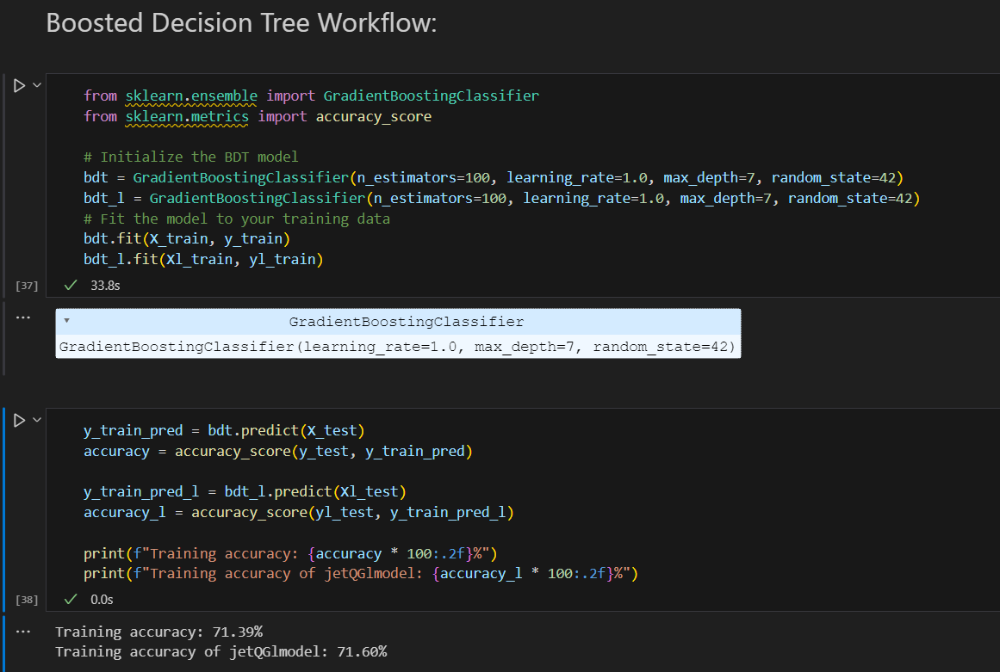 Boosted Decision Tree Workflow:
from sklearn.ensemble import GradientBoostingClassifier
from sklearn.metrics import accuracy_score
# Initialize the BDT model
bdt = GradientBoostingClassifier(n_estimators=100, learning_rate=1.0, max_depth=7, random_state=42)
bdt_l = GradientBoostingClassifier(n_estimators=100, learning_rate=1.0, max_depth=7, random_state=42)
# Fit the model to your training data
bdt.fit(X_train, y_train)
bdt_l.fit(Xl_train, yl_train)
[37] ✓ 33.8s
... ▾ GradientBoostingClassifier
GradientBoostingClassifier(learning_rate=1.0, max_depth=7, random_state=42)
y_train_pred = bdt.predict(X_test)
accuracy = accuracy_score(y_test, y_train_pred)
y_train_pred_l = bdt_l.predict(Xl_test)
accuracy_l = accuracy_score(yl_test, y_train_pred_l)
print(f"Training accuracy: {accuracy * 100:.2f}%")
print(f"Training accuracy of jetQGlmodel: {accuracy_l * 100:.2f}%")
[38] ✓ 0.0s
... Training accuracy: 71.39%
Training accuracy of jetQGlmodel: 71.60%